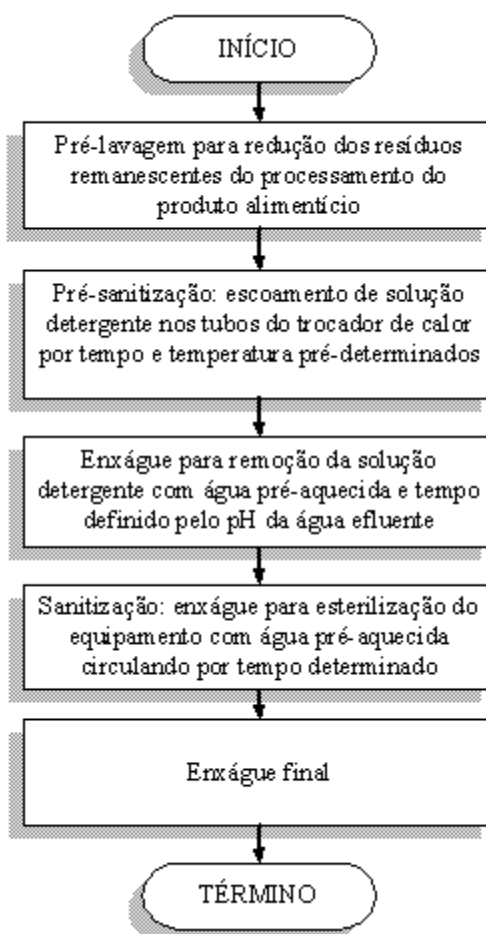 INÍCIO
Pré-lavagem para redução dos resíduos
remanescentes do processamento do
produto alimentício
Pré-sanitização: escoamento de solução
detergente nos tubos do trocador de calor
por tempo e temperatura pré-determinados
Enxágue para remoção da solução
detergente com água pré-aquecida e tempo
definido pelo pH da água efluente
Sanitização: enxágue para esterilização do
equipamento com água pré-aquecida
circulando por tempo determinado
Enxágue final
TÉRMINO